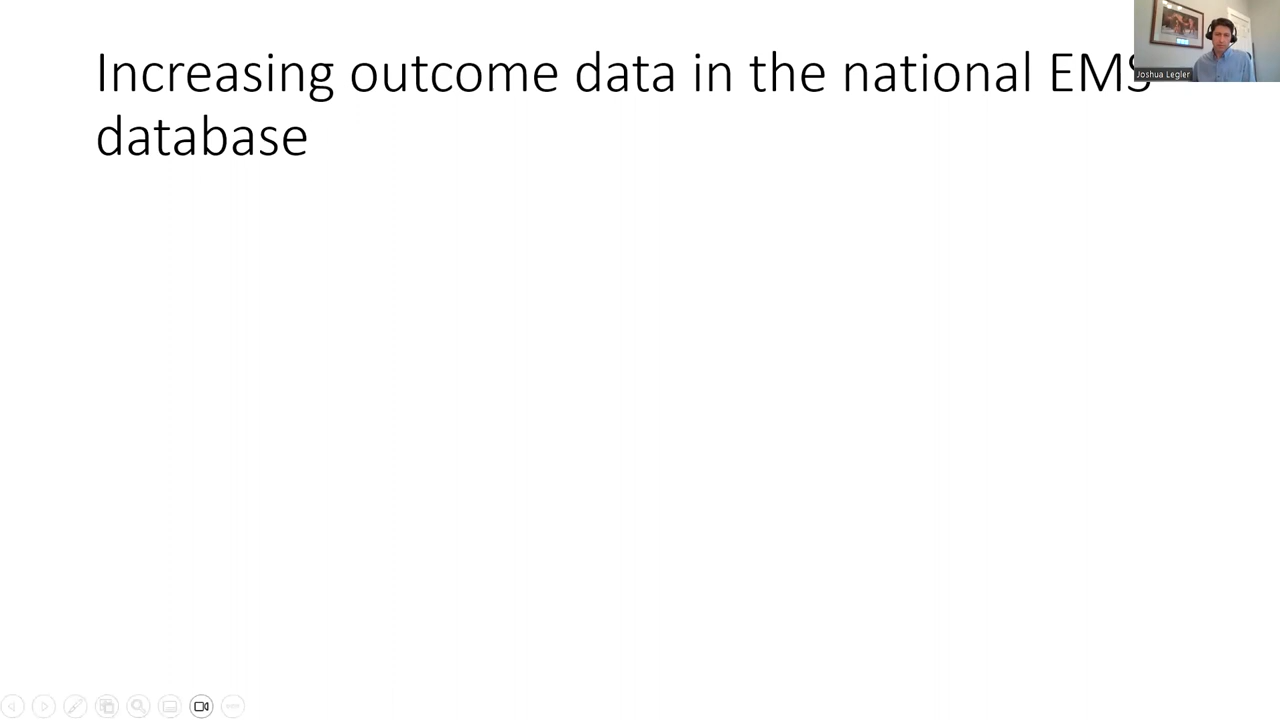 Increasing outcome data in the national EMS
database
Joshua Legler